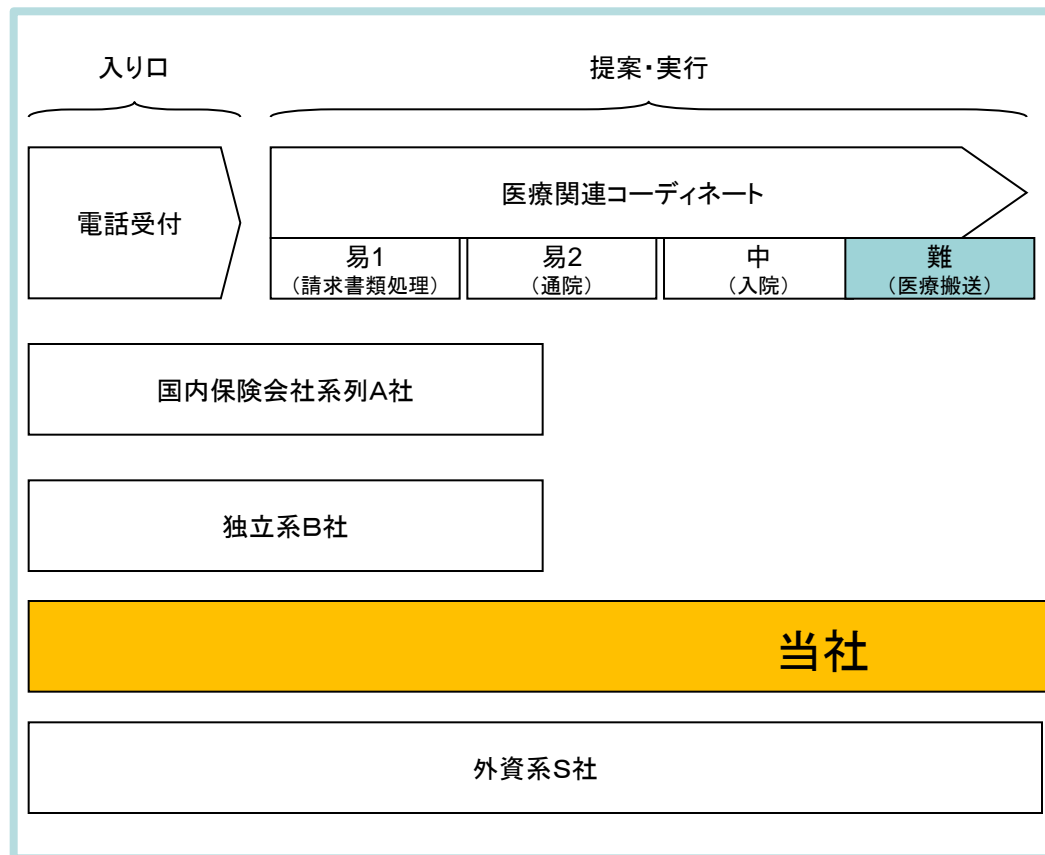 入り口
提案・実行
電話受付
医療関連コーディネート
易1
（請求書類処理）
易2
（通院）
中
（入院）
難
（医療搬送）
国内保険会社系列A社
独立系B社
当社
外資系S社